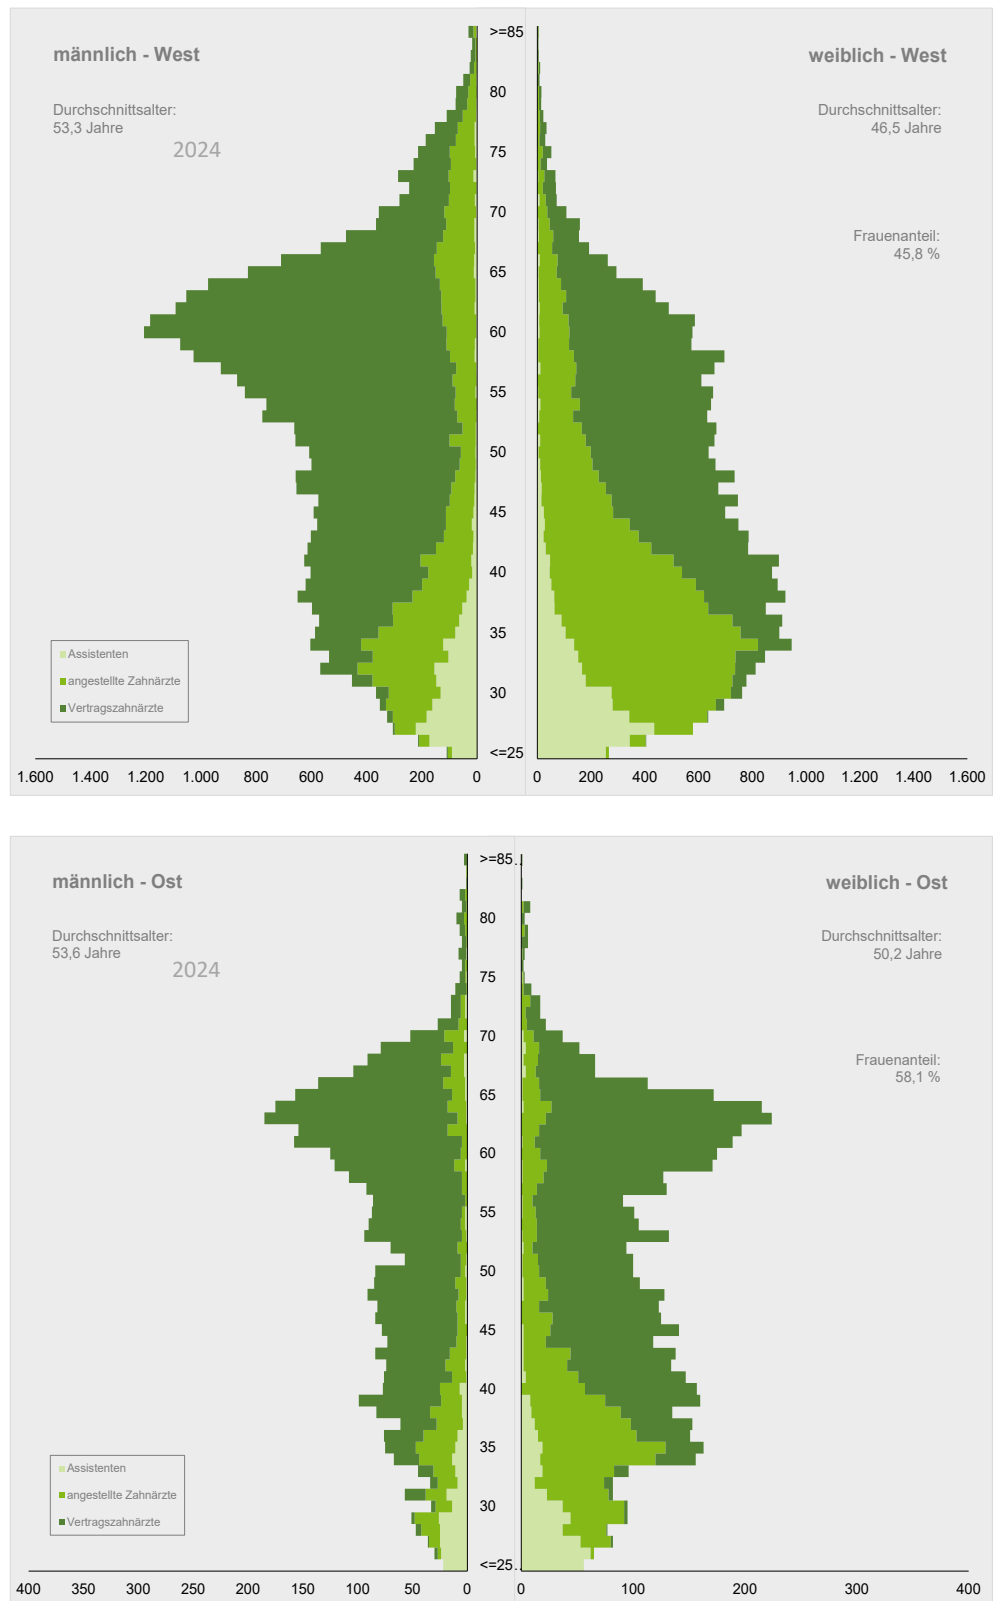 männlich - West
Durchschnittsalter:
53,3 Jahre
2024
weiblich - West
Durchschnittsalter:
46,5 Jahre
Frauenanteil:
45,8 %
>=85
80
75
70
65
60
55
50
45
40
35
30
<=25
Assistenten
angestellte Zahnärzte
Vertragszahnärzte
1.600 1.400 1.200 1.000 800 600 400 200 0
0 200 400 600 800 1.000 1.200 1.400 1.600
männlich - Ost
Durchschnittsalter:
53,6 Jahre
2024
weiblich - Ost
Durchschnittsalter:
50,2 Jahre
Frauenanteil:
58,1 %
>=85.
80
75
70
65
60
55
50
45
40
35
30
<=25.
Assistenten
angestellte Zahnärzte
Vertragszahnärzte
400 350 300 250 200 150 100 50 0
0 100 200 300 400